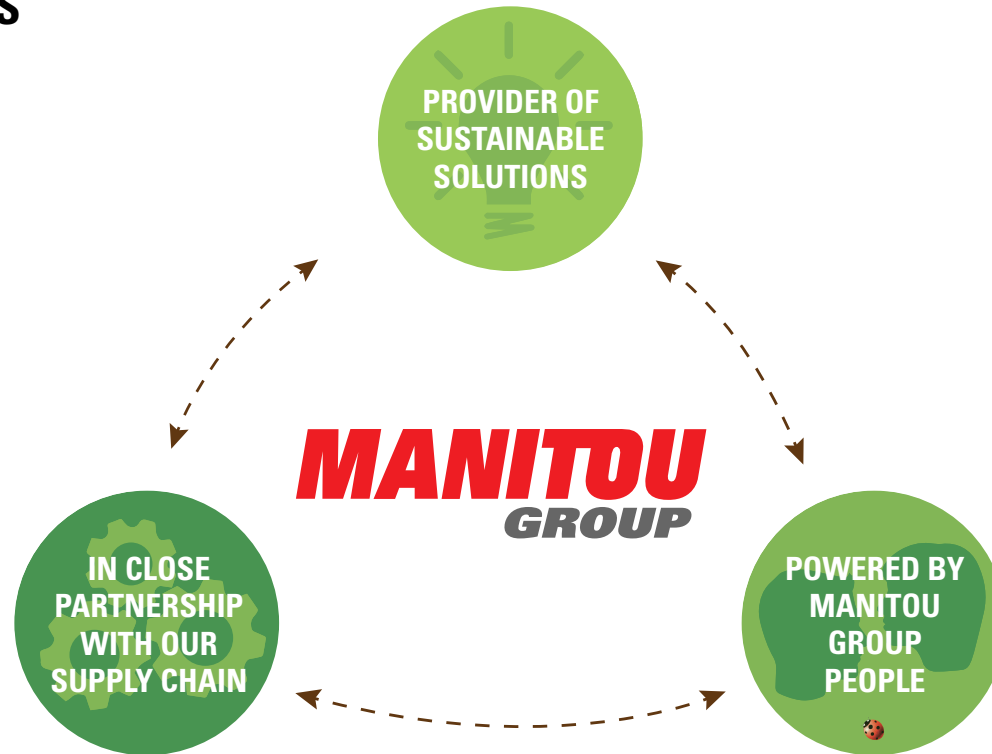 S
PROVIDER OF
SUSTAINABLE
SOLUTIONS
MANITOU
GROUP
IN CLOSE
PARTNERSHIP
WITH OUR
SUPPLY CHAIN
POWERED BY
MANITOU
GROUP
PEOPLE